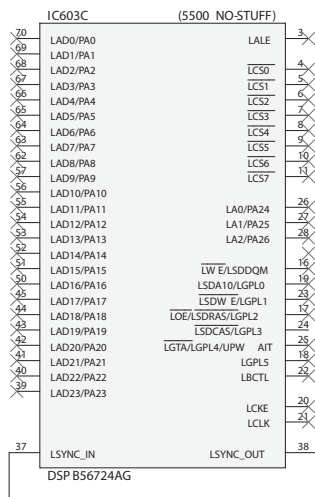 IC603C (5500 NO-STUFF)
70 LAD0/PA0 LALE 3
69 LAD1/PA1
68 LAD2/PA2 LCS0 4
67 LAD3/PA3 LCS1 5
66 LAD4/PA4 LCS2 6
65 LAD5/PA5 LCS3 7
64 LAD6/PA6 LCS4 8
63 LAD7/PA7 LCS5 9
62 LAD8/PA8 LCS6 10
57 LAD9/PA9 LCS7 11
56 LAD10/PA10
55 LAD11/PA11 LA0/PA24 26
54 LAD12/PA12 LA1/PA25 27
53 LAD13/PA13 LA2/PA26 28
52 LAD14/PA14
51 LAD15/PA15 LW E/LSDDQM 16
50 LAD16/PA16 LSDA10/LGPL0 19
45 LAD17/PA17 LSDW E/LGPL1 23
44 LAD18/PA18 LOE/LSDRAS/LGPL2 17
43 LAD19/PA19 LSDCAS/LGPL3 24
42 LAD20/PA20 LGTA/LGPL4/UPW AIT 25
41 LAD21/PA21 LGPL5 18
40 LAD22/PA22 LBCTL 22
39 LAD23/PA23
LCKE 20
LCLK 21
37 LSYNC_IN LSYNC_OUT 38
DSP B56724AG